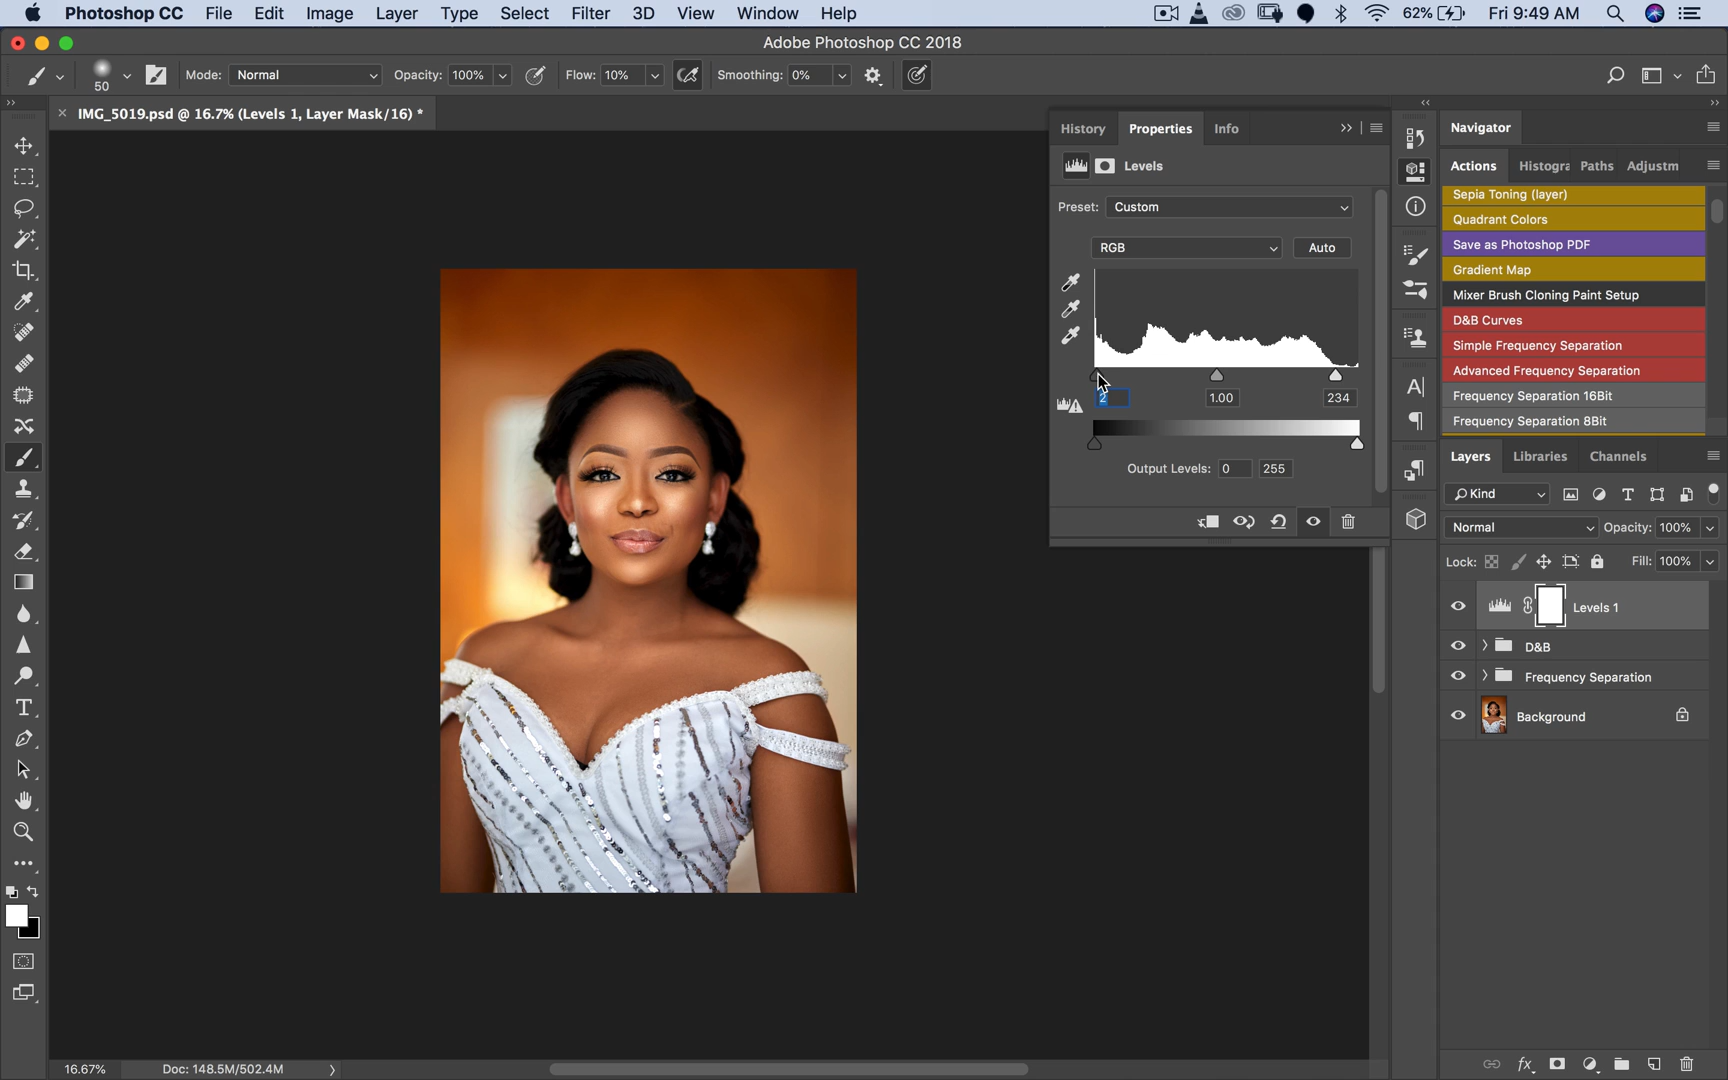 Photoshop CC File Edit Image Layer Type Select Filter 3D View Window Help 62% Fri 9:49 AM
Adobe Photoshop CC 2018
50 Mode: Normal Opacity: 100% Flow: 10% Smoothing: 0%
IMG_5019.psd @ 16.7% (Levels 1, Layer Mask/16) *
History Properties Info
Levels
Preset: Custom
RGB Auto
2 1.00 234
Output Levels: 0 255
A
Navigator
Actions Histogra Paths Adjustm
Sepia Toning (layer)
Quadrant Colors
Save as Photoshop PDF
Gradient Map
Mixer Brush Cloning Paint Setup
D&B Curves
Simple Frequency Separation
Advanced Frequency Separation
Frequency Separation 16Bit
Frequency Separation 8Bit
Layers Libraries Channels
Kind
Normal Opacity: 100%
Lock: Fill: 100%
Levels 1
D&B
Frequency Separation
Background
fx
16.67% Doc: 148.5M/502.4M